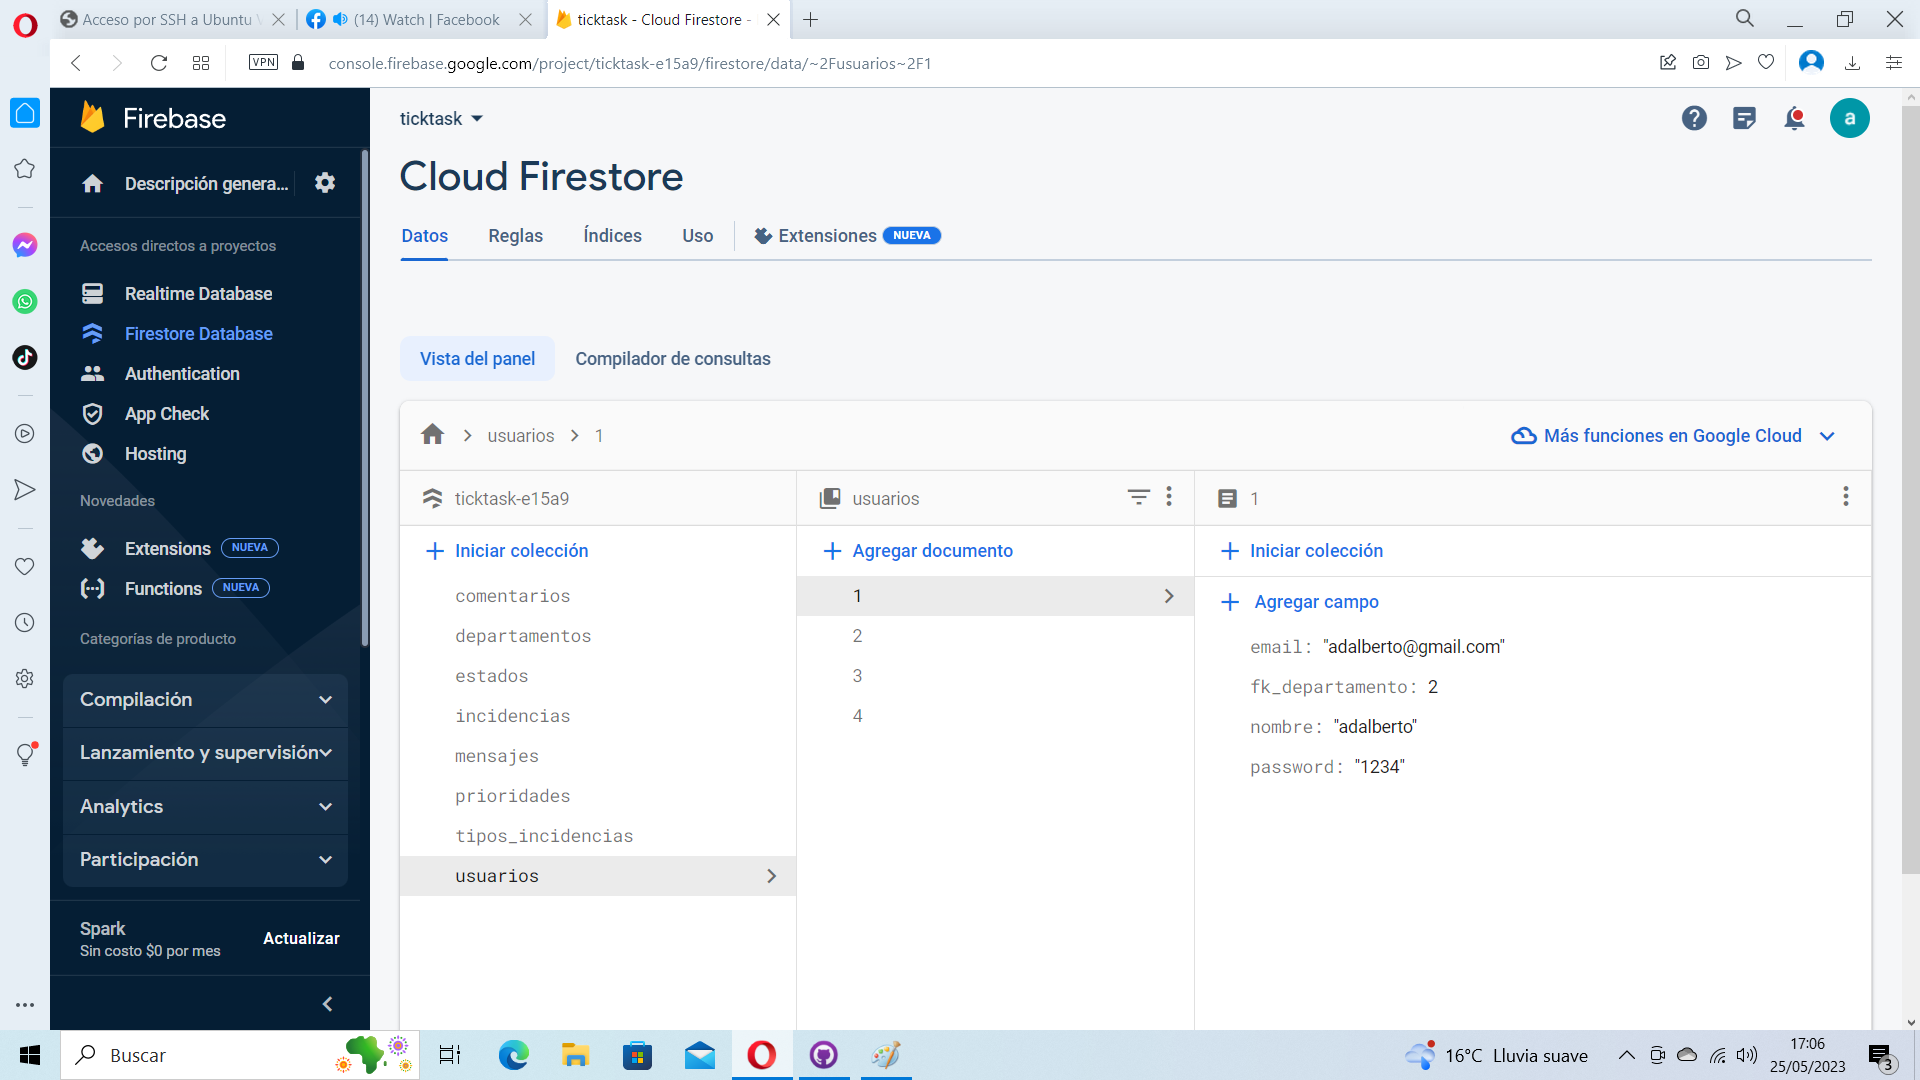 Acceso por SSH a Ubuntu
(14) Watch | Facebook
ticktask - Cloud Firestore -
VPN
console.firebase.google.com/project/ticktask-e15a9/firestore/data/~2Fusuarios~2F1
Firebase
Descripción genera...
Accesos directos a proyectos
Realtime Database
Firestore Database
Authentication
App Check
Hosting
Novedades
Extensions NUEVA
Functions NUEVA
Categorías de producto
Compilación
Lanzamiento y supervisión
Analytics
Participación
Spark
Sin costo $0 por mes
Actualizar
ticktask
a
Cloud Firestore
Datos
Reglas
Índices
Uso
Extensiones NUEVA
Vista del panel
Compilador de consultas
usuarios
1
Más funciones en Google Cloud
ticktask-e15a9
Iniciar colección
comentarios
departamentos
estados
incidencias
mensajes
prioridades
tipos_incidencias
usuarios
usuarios
Agregar documento
1
2
3
4
1
Iniciar colección
Agregar campo
email: "adalberto@gmail.com"
fk_departamento: 2
nombre: "adalberto"
password: "1234"
Buscar
16°C Lluvia suave
17:06
25/05/2023
3